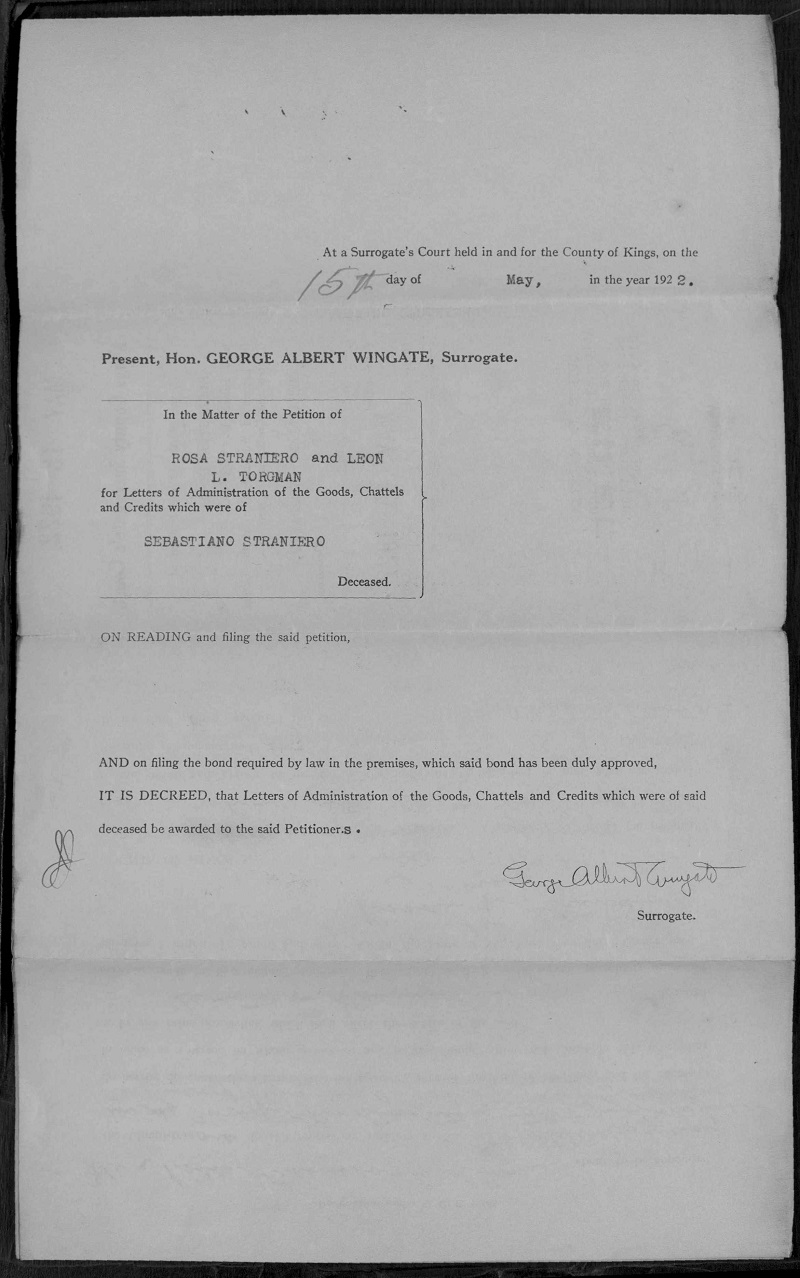 At a Surrogate's Court held in and for the County of Kings, on the
15th day of May, in the year 1922.
Present, Hon. GEORGE ALBERT WINGATE, Surrogate.
In the Matter of the Petition of
ROSA STRANIERO and LEON
L. TORGMAN
for Letters of Administration of the Goods, Chattels
and Credits which were of
SEBASTIANO STRANIERO
Deceased.
ON READING and filing the said petition,
AND on filing the bond required by law in the premises, which said bond has been duly approved,
IT IS DECREED, that Letters of Administration of the Goods, Chattels and Credits which were of said
deceased be awarded to the said Petitioner.s .
George Albert Wingate
Surrogate.